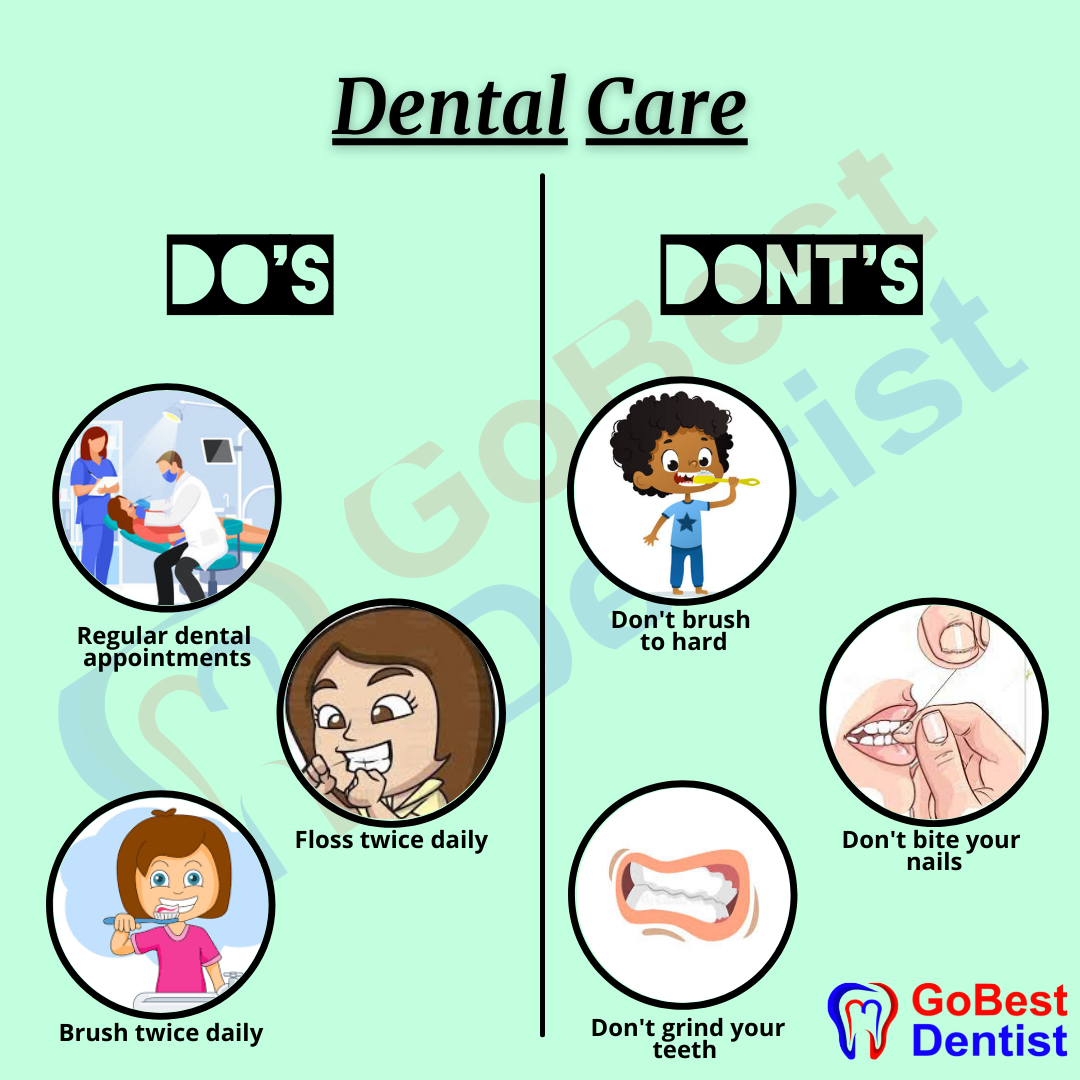 Dental Care
DO'S
DONT'S
Regular dental
appointments
Floss twice daily
Brush twice daily
Don't brush
to hard
Don't bite your
nails
Don't grind your
teeth
GoBest
Dentist
GoBest
Dentist